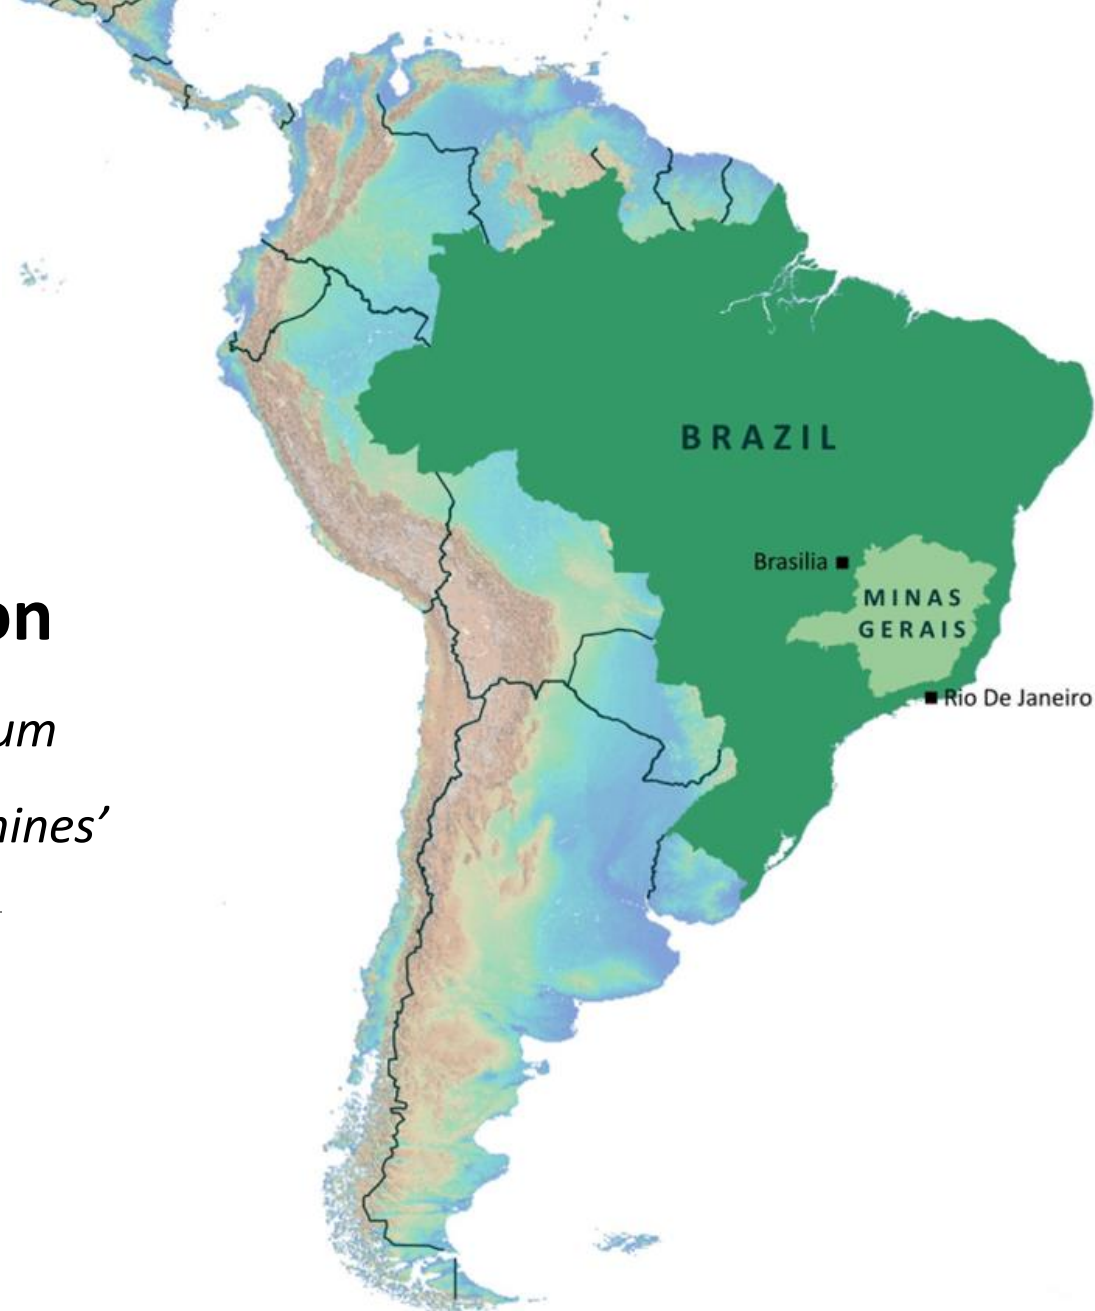 BRAZIL
Brasilia
MINAS
GERAIS
on
Rio De Janeiro
um
nines’